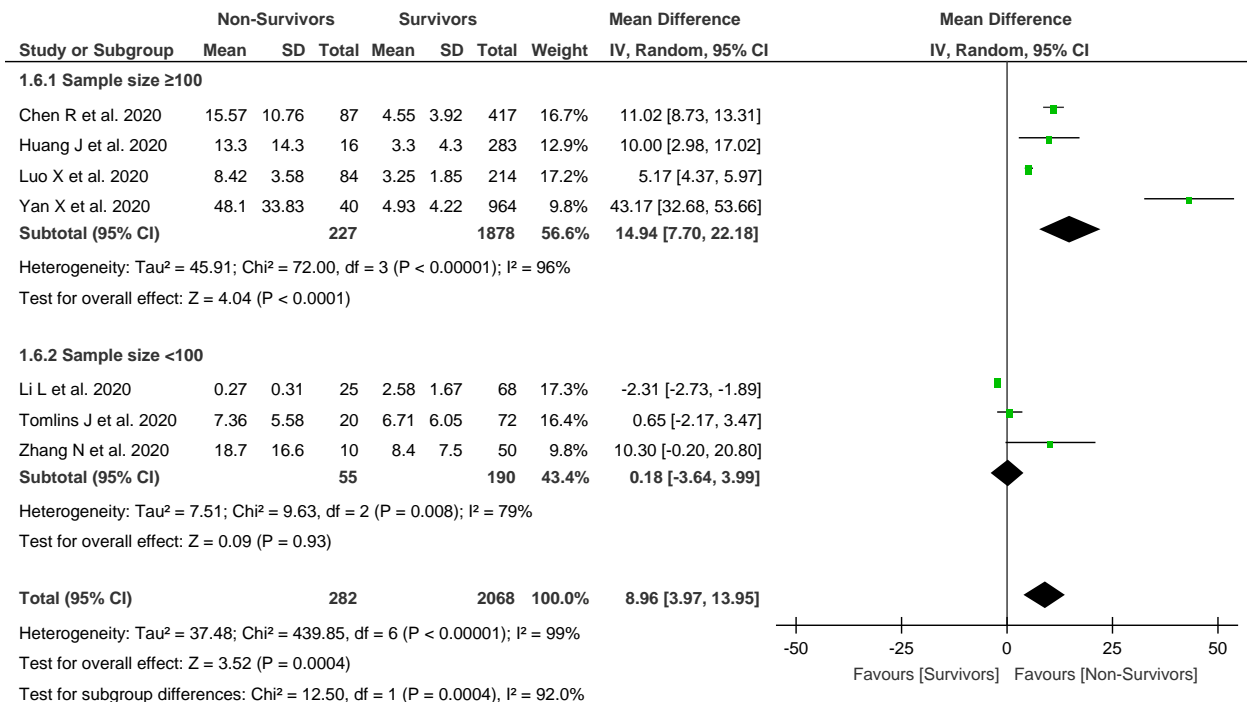 Non-Survivors Survivors Mean Difference Mean Difference
Study or Subgroup Mean SD Total Mean SD Total Weight IV, Random, 95% CI IV, Random, 95% CI
1.6.1 Sample size ≥100
Chen R et al. 2020 15.57 10.76 87 4.55 3.92 417 16.7% 11.02 [8.73, 13.31]
Huang J et al. 2020 13.3 14.3 16 3.3 4.3 283 12.9% 10.00 [2.98, 17.02]
Luo X et al. 2020 8.42 3.58 84 3.25 1.85 214 17.2% 5.17 [4.37, 5.97]
Yan X et al. 2020 48.1 33.83 40 4.93 4.22 964 9.8% 43.17 [32.68, 53.66]
Subtotal (95% CI) 227 1878 56.6% 14.94 [7.70, 22.18]
Heterogeneity: Tau² = 45.91; Chi² = 72.00, df = 3 (P < 0.00001); I² = 96%
Test for overall effect: Z = 4.04 (P < 0.0001)
1.6.2 Sample size <100
Li L et al. 2020 0.27 0.31 25 2.58 1.67 68 17.3% -2.31 [-2.73, -1.89]
Tomlins J et al. 2020 7.36 5.58 20 6.71 6.05 72 16.4% 0.65 [-2.17, 3.47]
Zhang N et al. 2020 18.7 16.6 10 8.4 7.5 50 9.8% 10.30 [-0.20, 20.80]
Subtotal (95% CI) 55 190 43.4% 0.18 [-3.64, 3.99]
Heterogeneity: Tau² = 7.51; Chi² = 9.63, df = 2 (P = 0.008); I² = 79%
Test for overall effect: Z = 0.09 (P = 0.93)
Total (95% CI) 282 2068 100.0% 8.96 [3.97, 13.95]
Heterogeneity: Tau² = 37.48; Chi² = 439.85, df = 6 (P < 0.00001); I² = 99%
Test for overall effect: Z = 3.52 (P = 0.0004)
Test for subgroup differences: Chi² = 12.50, df = 1 (P = 0.0004), I² = 92.0%
-50 -25 0 25 50
Favours [Survivors] Favours [Non-Survivors]